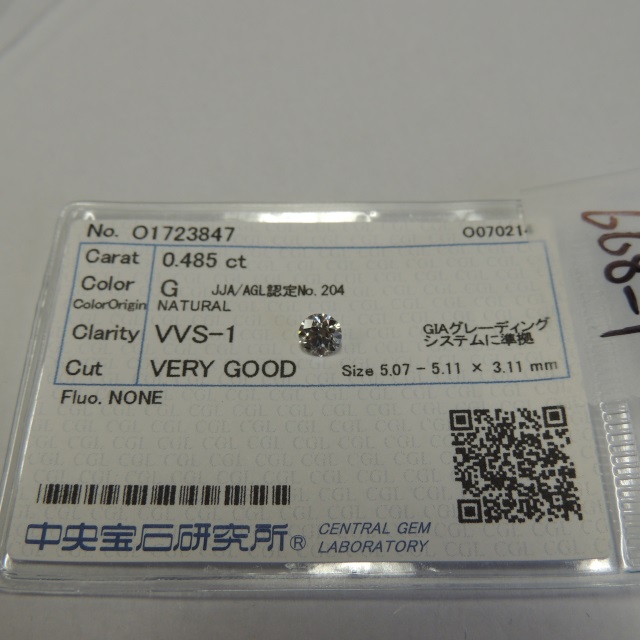 No. O1723847 O070214
Carat 0.485 ct
Color G JJA/AGL認定No.204
ColorOrigin NATURAL
Clarity VVS-1 GIAグレーディング
システムに準拠
Cut VERY GOOD Size 5.07 - 5.11 × 3.11 mm
Fluo. NONE
中央宝石研究所® CENTRAL GEM
LABORATORY